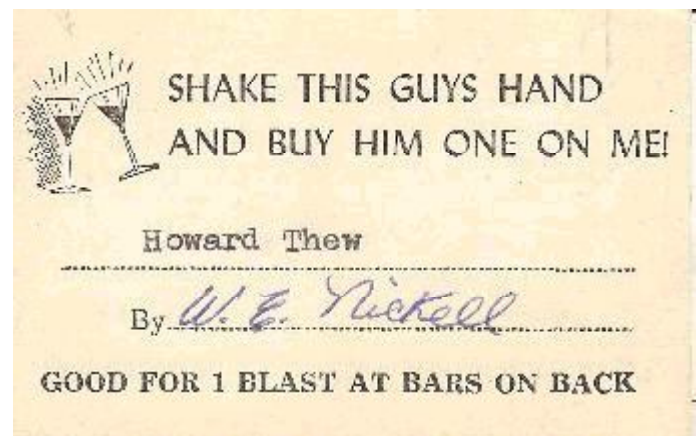 SHAKE THIS GUYS HAND
AND BUY HIM ONE ON ME!
Howard Thew
By W. E. Nickell
GOOD FOR 1 BLAST AT BARS ON BACK